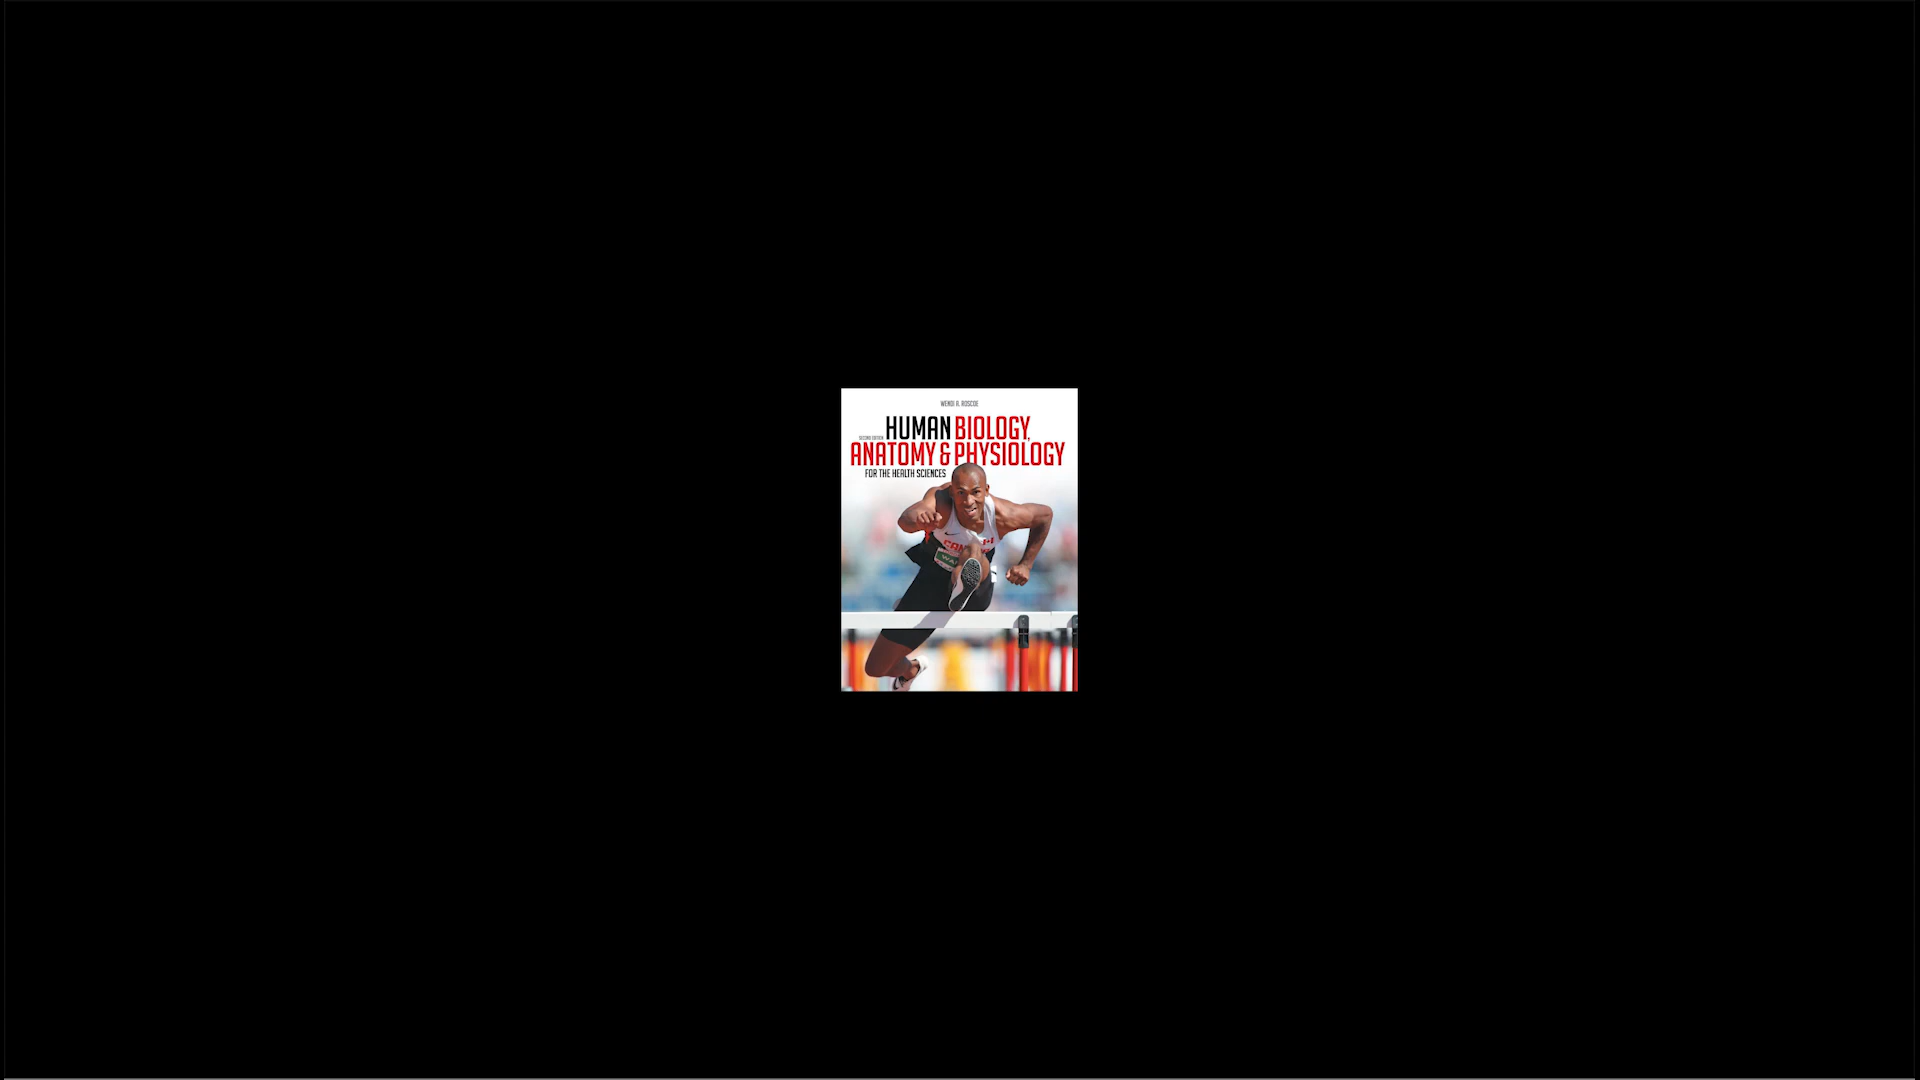 WENDI A. ROSCOE
SECOND EDITION HUMAN BIOLOGY,
ANATOMY & PHYSIOLOGY
FOR THE HEALTH SCIENCES